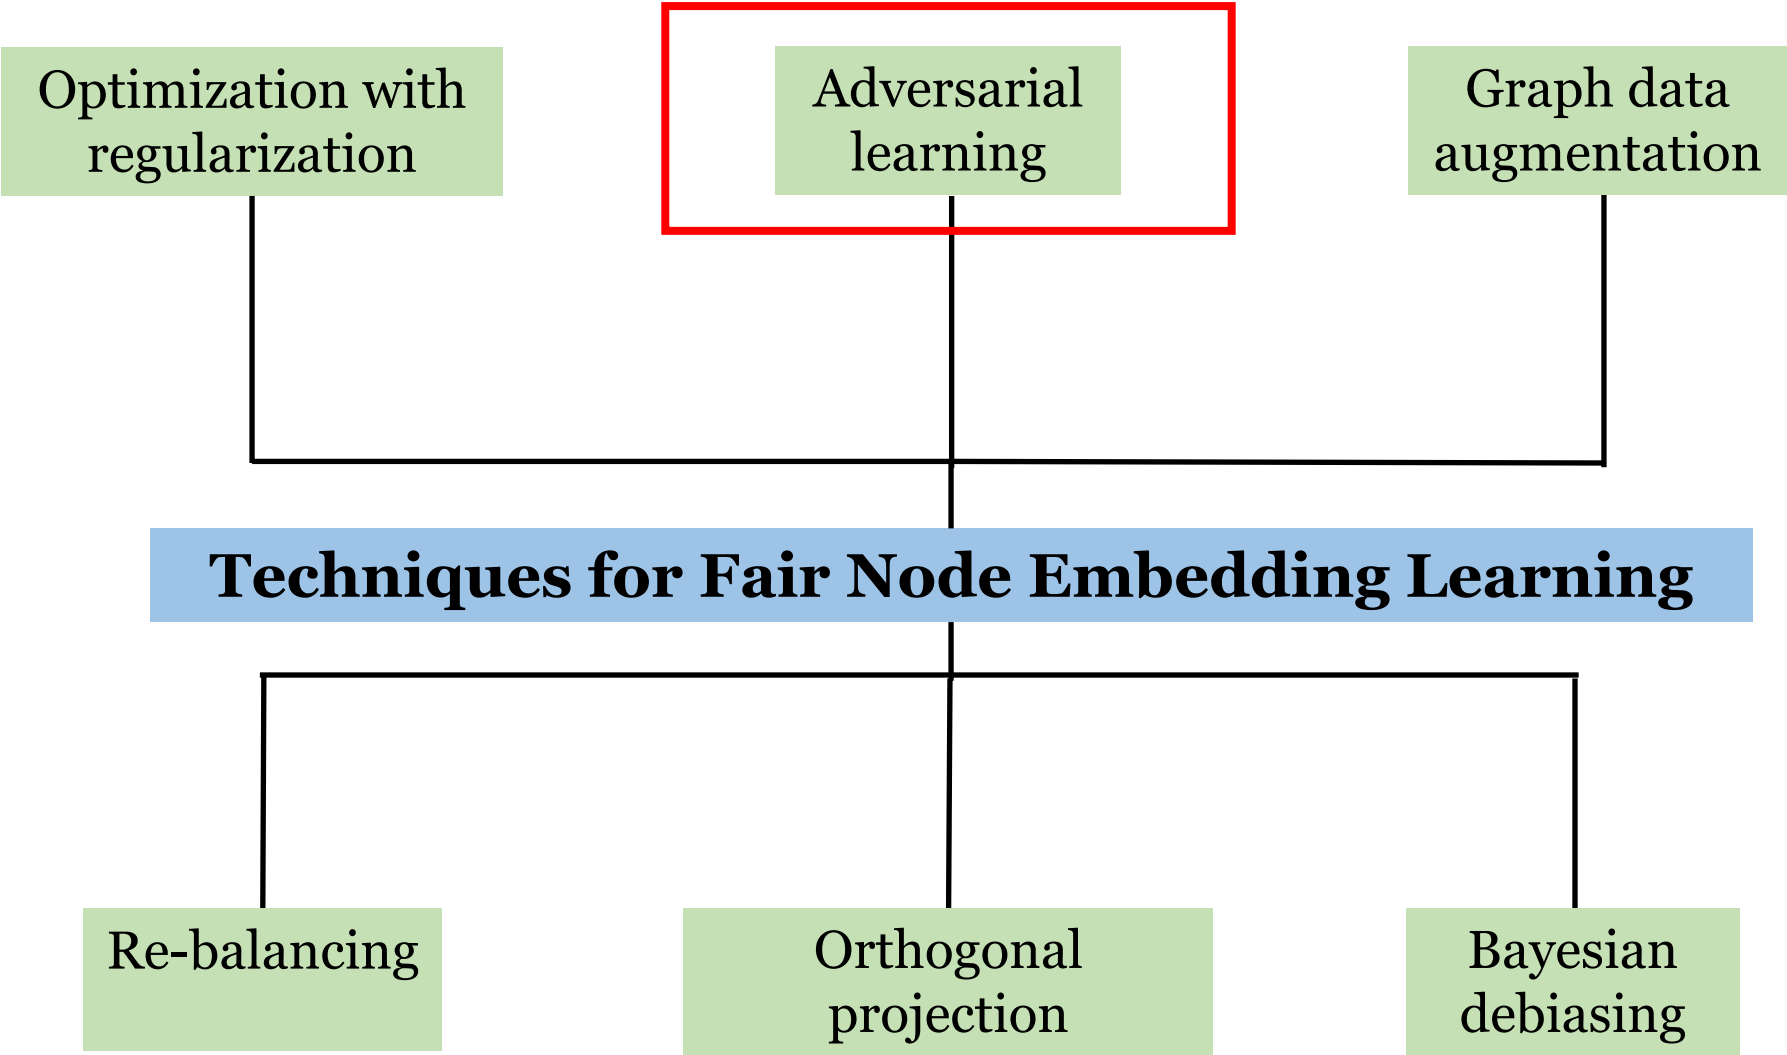 Optimization with
regularization
Adversarial
learning
Graph data
augmentation
Techniques for Fair Node Embedding Learning
Re-balancing
Orthogonal
projection
Bayesian
debiasing